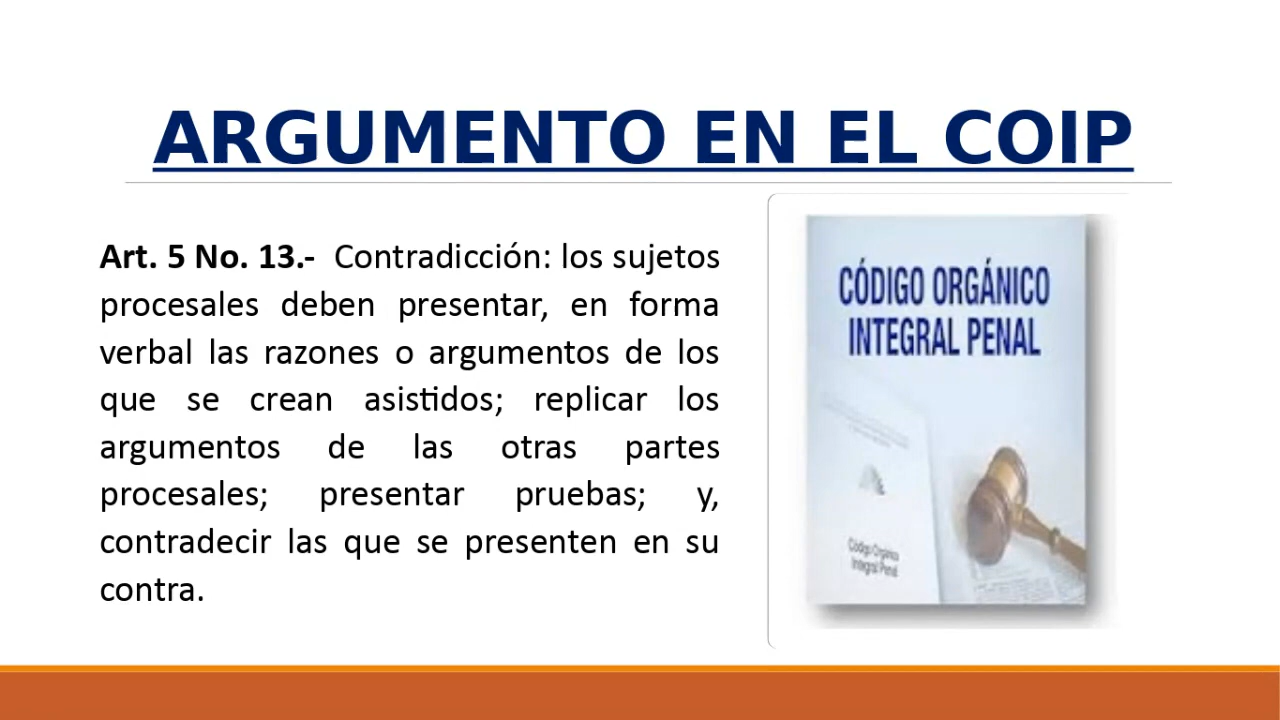 ARGUMENTO EN EL COIP
Art. 5 No. 13.- Contradicción: los sujetos
procesales deben presentar, en forma
verbal las razones o argumentos de los
que se crean asistidos; replicar los
argumentos de las otras partes
procesales; presentar pruebas; y,
contradecir las que se presenten en su
contra.
CÓDIGO ORGÁNICO
INTEGRAL PENAL
Código Orgánico
Integral Penal